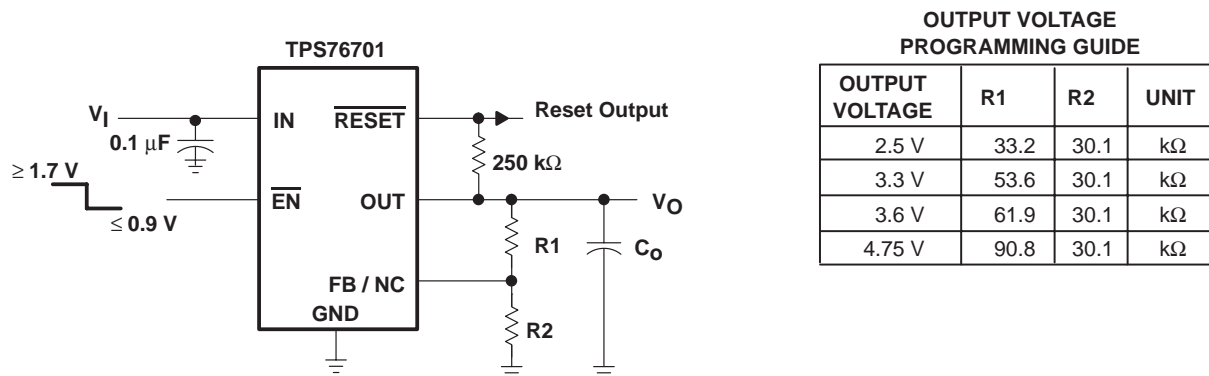 TPS76701
V_I
0.1 µF
IN
RESET
Reset Output
250 kΩ
≥ 1.7 V
≤ 0.9 V
EN
OUT
V_O
R1
C_o
FB / NC
GND
R2
OUTPUT VOLTAGE
PROGRAMMING GUIDE
OUTPUT VOLTAGE R1 R2 UNIT
2.5 V 33.2 30.1 kΩ
3.3 V 53.6 30.1 kΩ
3.6 V 61.9 30.1 kΩ
4.75 V 90.8 30.1 kΩ